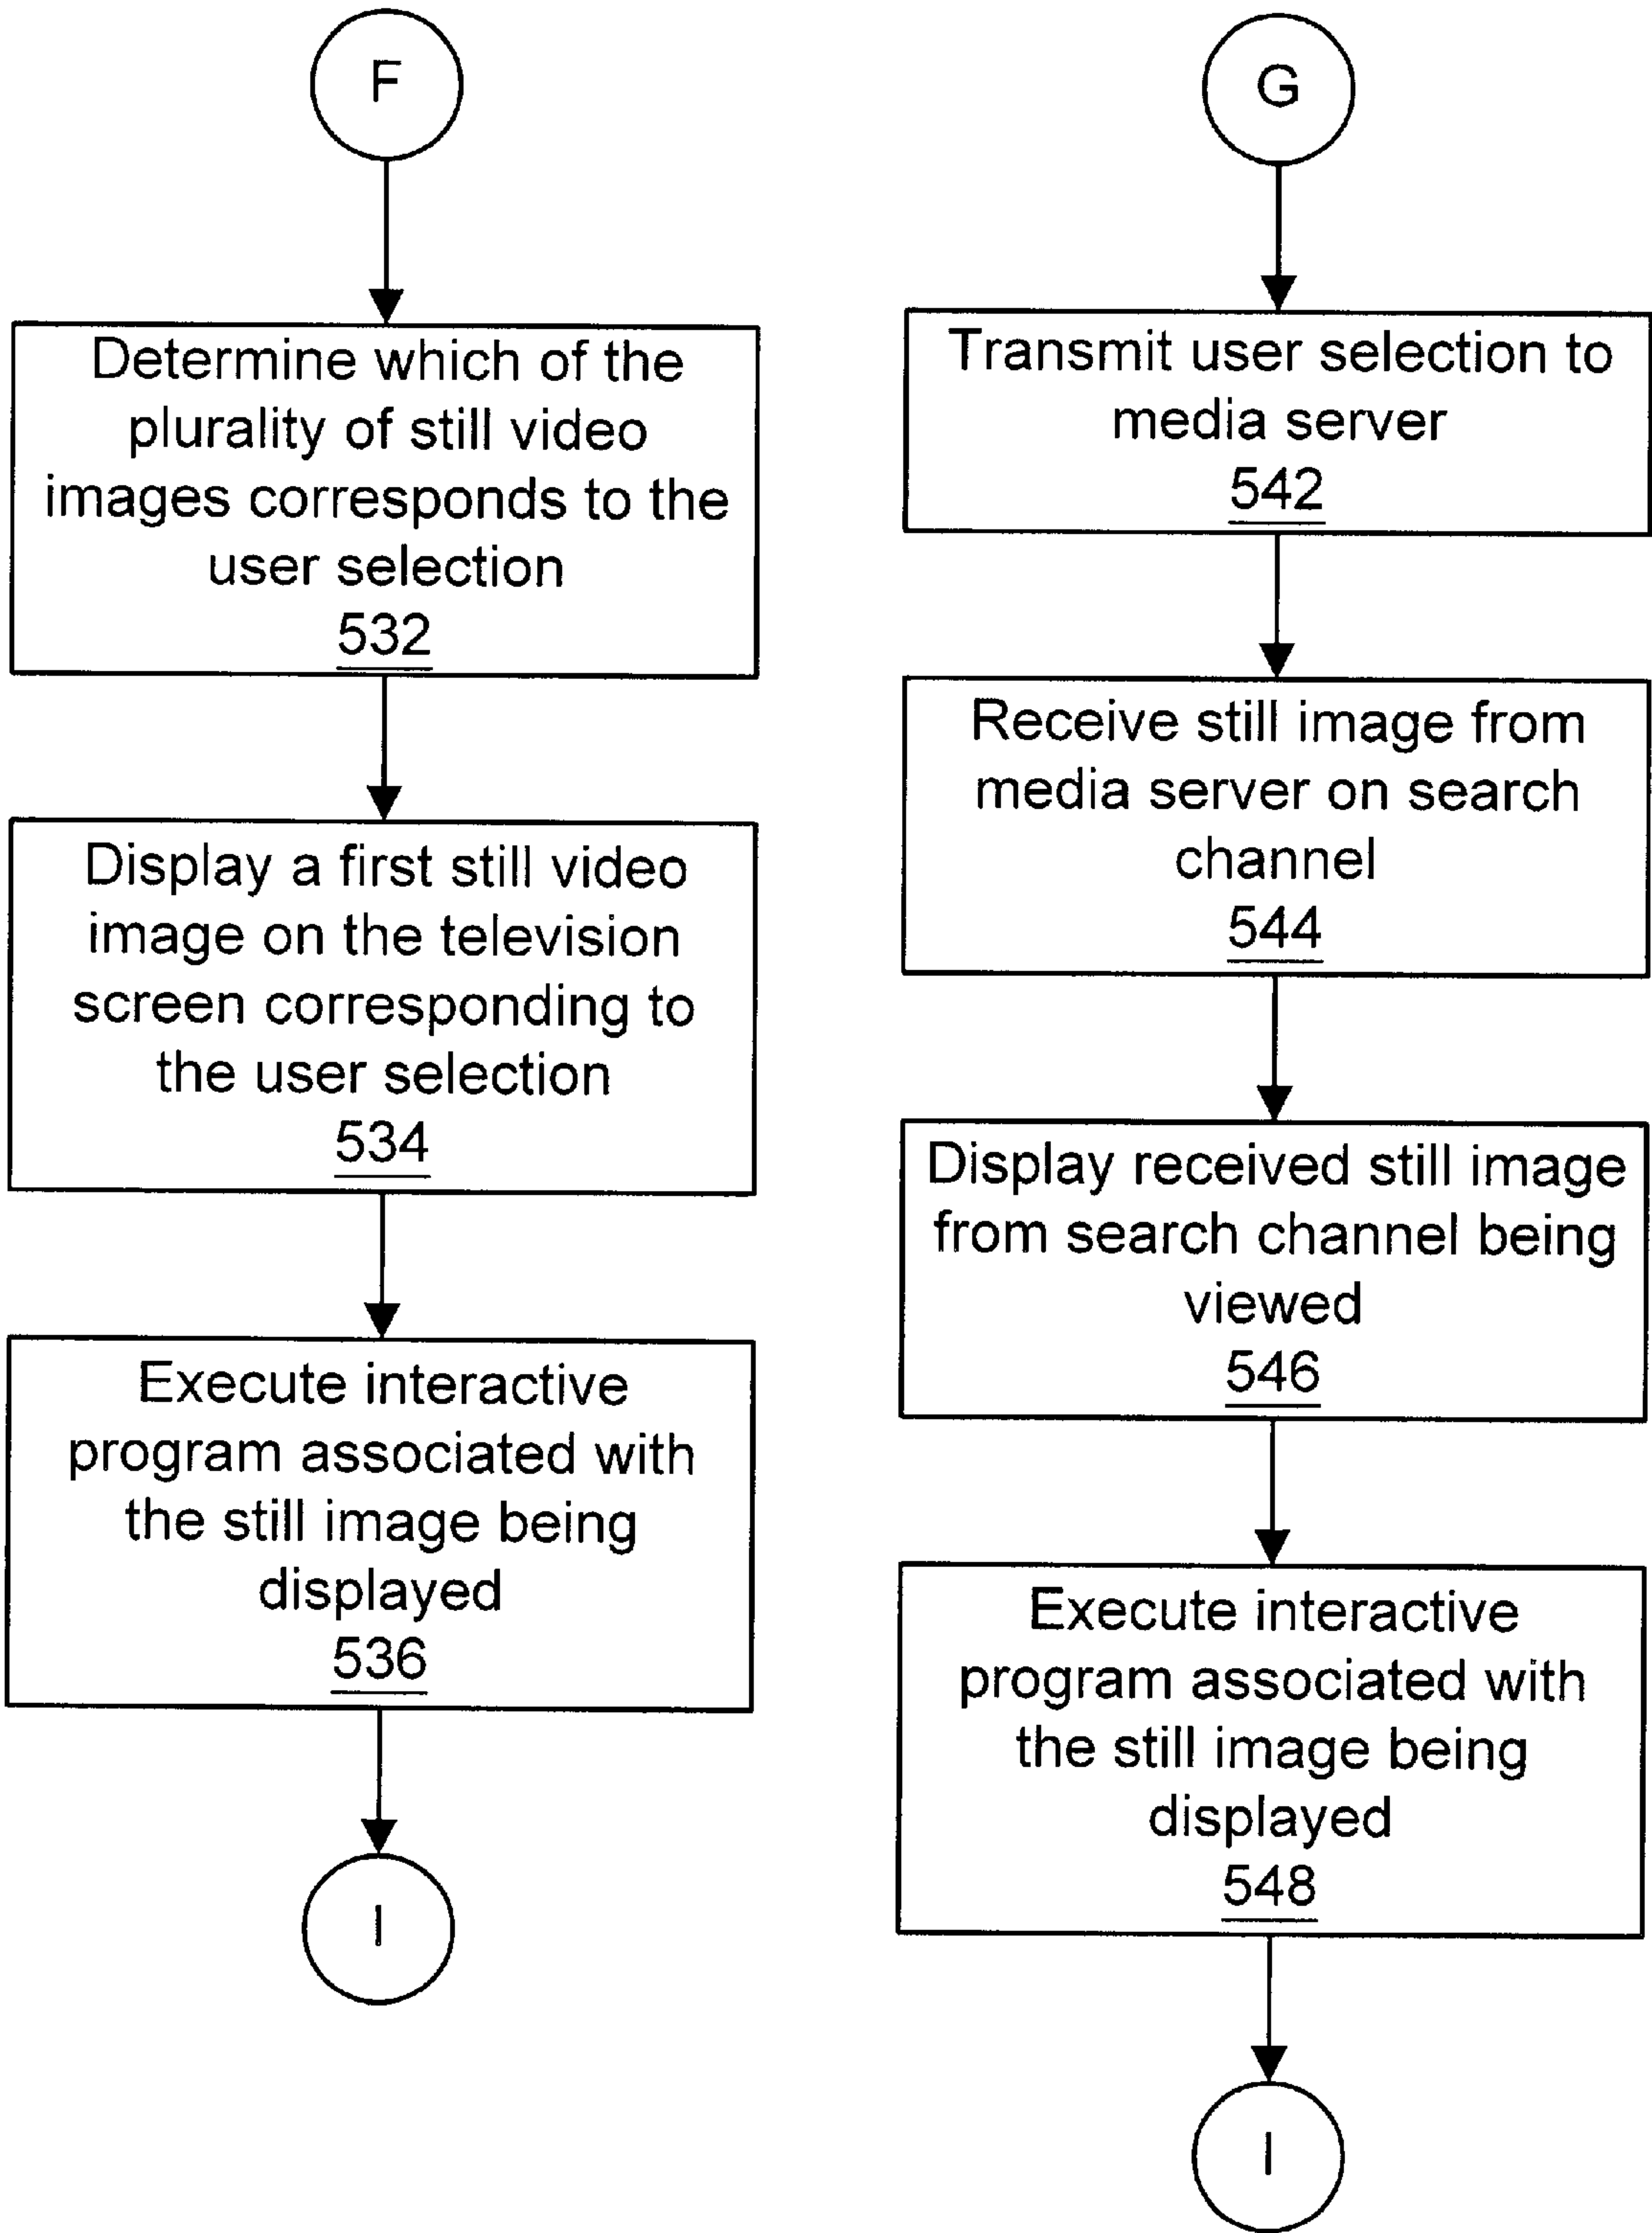 F
Determine which of the
plurality of still video
images corresponds to the
user selection
532
Display a first still video
image on the television
screen corresponding to
the user selection
534
Execute interactive
program associated with
the still image being
displayed
536
I
G
Transmit user selection to
media server
542
Receive still image from
media server on search
channel
544
Display received still image
from search channel being
viewed
546
Execute interactive
program associated with
the still image being
displayed
548
I